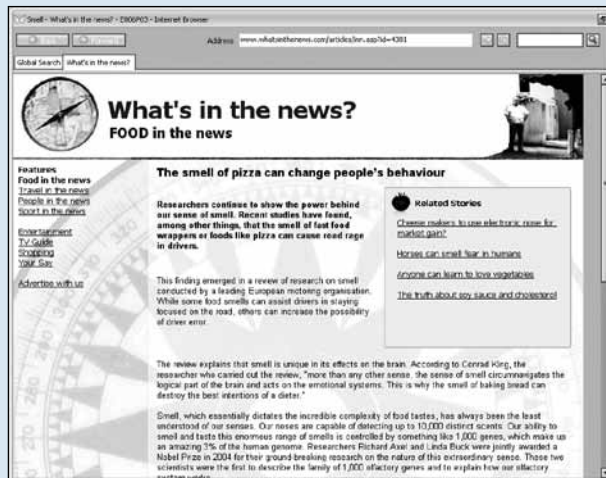 Smell - What's in the news? - E006P03 - Internet Browser
Address www.whatsinthenews.com/articles/inn.asp?id=4381
Global Search What's in the news?
What's in the news?
FOOD in the news
Features
Food in the news
Travel in the news
People in the news
Sport in the news
Entertainment
TV Guide
Shopping
Your Say
Advertise with us
The smell of pizza can change people's behaviour
Researchers continue to show the power behind
our sense of smell. Recent studies have found,
among other things, that the smell of fast food
wrappers or foods like pizza can cause road rage
in drivers.
This finding emerged in a review of research on smell
conducted by a leading European motoring organisation.
While some food smells can assist drivers in staying
focused on the road, others can increase the possibility
of driver error.
Related Stories
Cheese makers to use electronic nose for
market gain?
Horses can smell fear in humans
Anyone can learn to love vegetables
The truth about soy sauce and cholesterol
The review explains that smell is unique in its effects on the brain. According to Conrad King, the
researcher who carried out the review, "more than any other sense, the sense of smell circumnavigates the
logical part of the brain and acts on the emotional systems. This is why the smell of baking bread can
destroy the best intentions of a dieter."
Smell, which essentially dictates the incredible complexity of food tastes, has always been the least
understood of our senses. Our noses are capable of detecting up to 10,000 distinct scents. Our ability to
smell and taste this enormous range of smells is controlled by something like 1,000 genes, which make us
an amazing 3% of the human genome. Researchers Richard Axel and Linda Buck were jointly awarded a
Nobel Prize in 2004 for their ground-breaking research on the nature of this extraordinary sense. These two
scientists were the first to describe the family of 1,000 olfactory genes and to explain how our olfactory